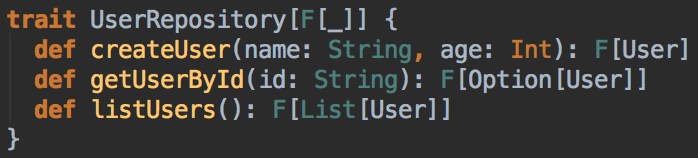 trait UserRepository[F[_]] {
  def createUser(name: String, age: Int): F[User]
  def getUserById(id: String): F[Option[User]]
  def listUsers(): F[List[User]]
}